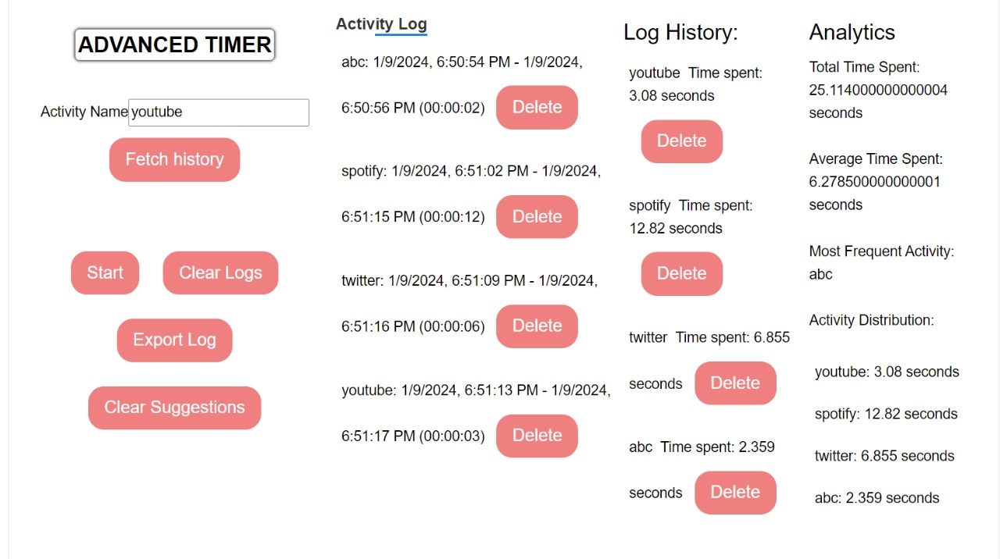 ADVANCED TIMER
Activity Name youtube
Fetch history
Start Clear Logs
Export Log
Clear Suggestions
Activity Log
abc: 1/9/2024, 6:50:54 PM - 1/9/2024,
6:50:56 PM (00:00:02) Delete
spotify: 1/9/2024, 6:51:02 PM - 1/9/2024,
6:51:15 PM (00:00:12) Delete
twitter: 1/9/2024, 6:51:09 PM - 1/9/2024,
6:51:16 PM (00:00:06) Delete
youtube: 1/9/2024, 6:51:13 PM - 1/9/2024,
6:51:17 PM (00:00:03) Delete
Log History:
youtube Time spent:
3.08 seconds
Delete
spotify Time spent:
12.82 seconds
Delete
twitter Time spent: 6.855
seconds Delete
abc Time spent: 2.359
seconds Delete
Analytics
Total Time Spent:
25.114000000000004
seconds
Average Time Spent:
6.278500000000001
seconds
Most Frequent Activity:
abc
Activity Distribution:
youtube: 3.08 seconds
spotify: 12.82 seconds
twitter: 6.855 seconds
abc: 2.359 seconds